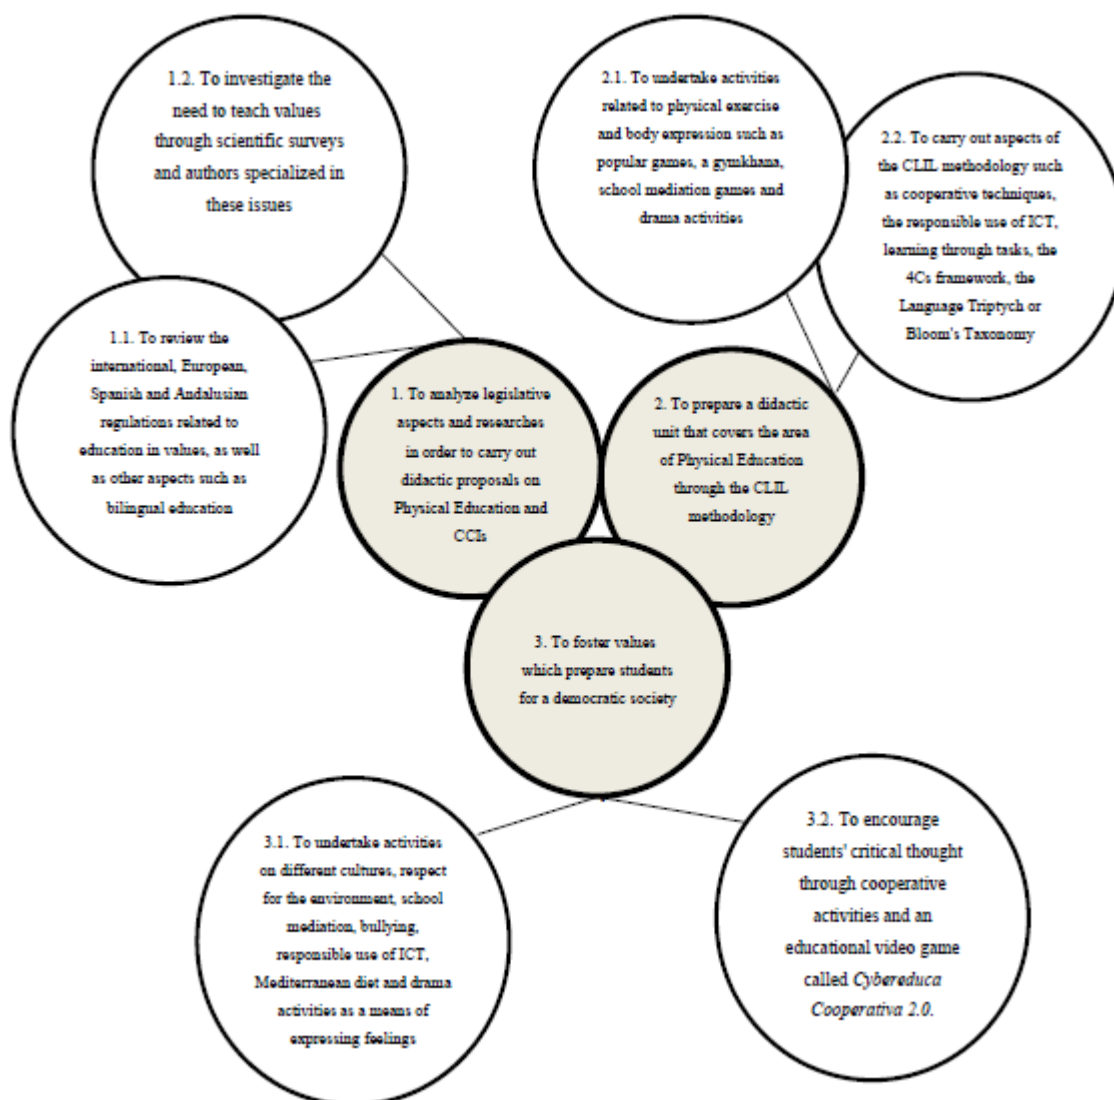 1.2. To investigate the
need to teach values
through scientific surveys
and authors specialized in
these issues
2.1. To undertake activities
related to physical exercise
and body expression such as
popular games, a gymkhana,
school mediation games and
drama activities
2.2. To carry out aspects of
the CLIL methodology such
as cooperative techniques,
the responsible use of ICT,
learning through tasks, the
4Cs framework, the
Language Triptych or
Bloom's Taxonomy
1.1. To review the
international, European,
Spanish and Andalusian
regulations related to
education in values, as well
as other aspects such as
bilingual education
1. To analyze legislative
aspects and researches
in order to carry out
didactic proposals on
Physical Education and
CCIs
2. To prepare a didactic
unit that covers the area
of Physical Education
through the CLIL
methodology
3. To foster values
which prepare students
for a democratic society
3.1. To undertake activities
on different cultures, respect
for the environment, school
mediation, bullying,
responsible use of ICT,
Mediterranean diet and drama
activities as a means of
expressing feelings
3.2. To encourage
students' critical thought
through cooperative
activities and an
educational video game
called Cybereduca
Cooperativa 2.0.